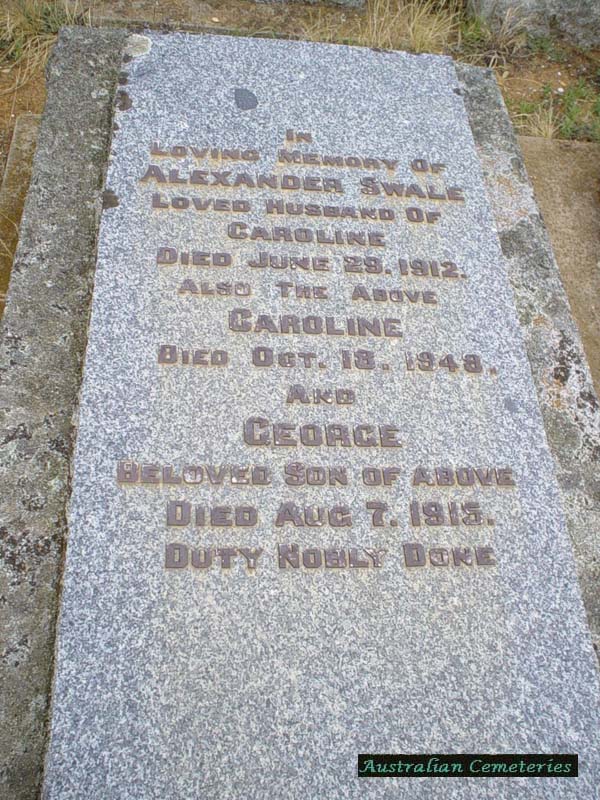 In
Loving Memory Of
Alexander Swale
Loved Husband Of
Caroline
Died June 29. 1912.
Also The Above
Caroline
Died Oct. 18. 1948.
And
George
Beloved Son of above
Died Aug 7. 1915.
Duty Nobly Done
Australian Cemeteries